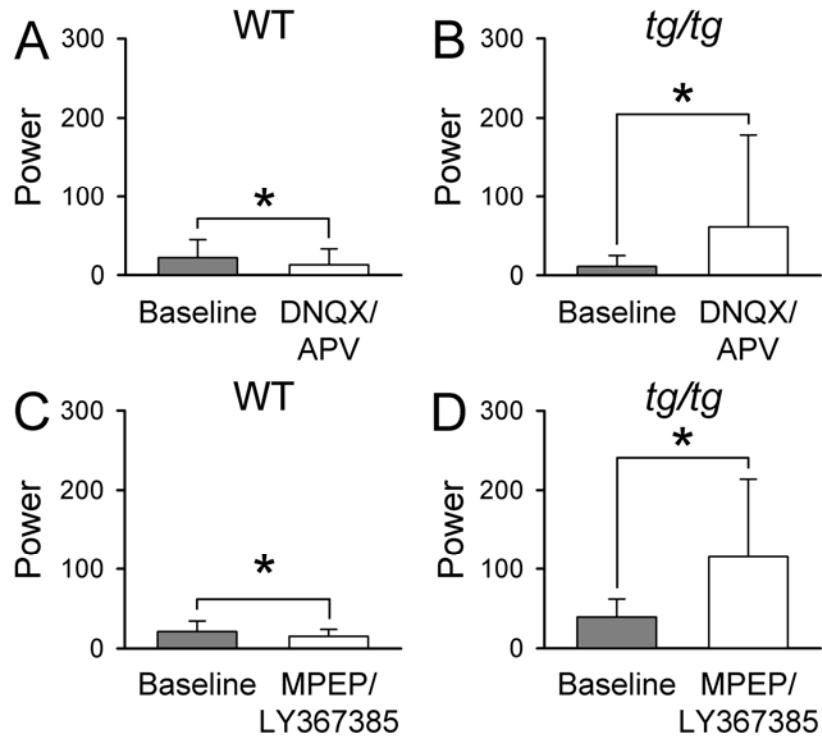 A
WT
300
200
100
0
Power
*
Baseline
DNQX/
APV
B
tg/tg
300
200
100
0
Power
*
Baseline
DNQX/
APV
C
WT
300
200
100
0
Power
*
Baseline
MPEP/
LY367385
D
tg/tg
300
200
100
0
Power
*
Baseline
MPEP/
LY367385